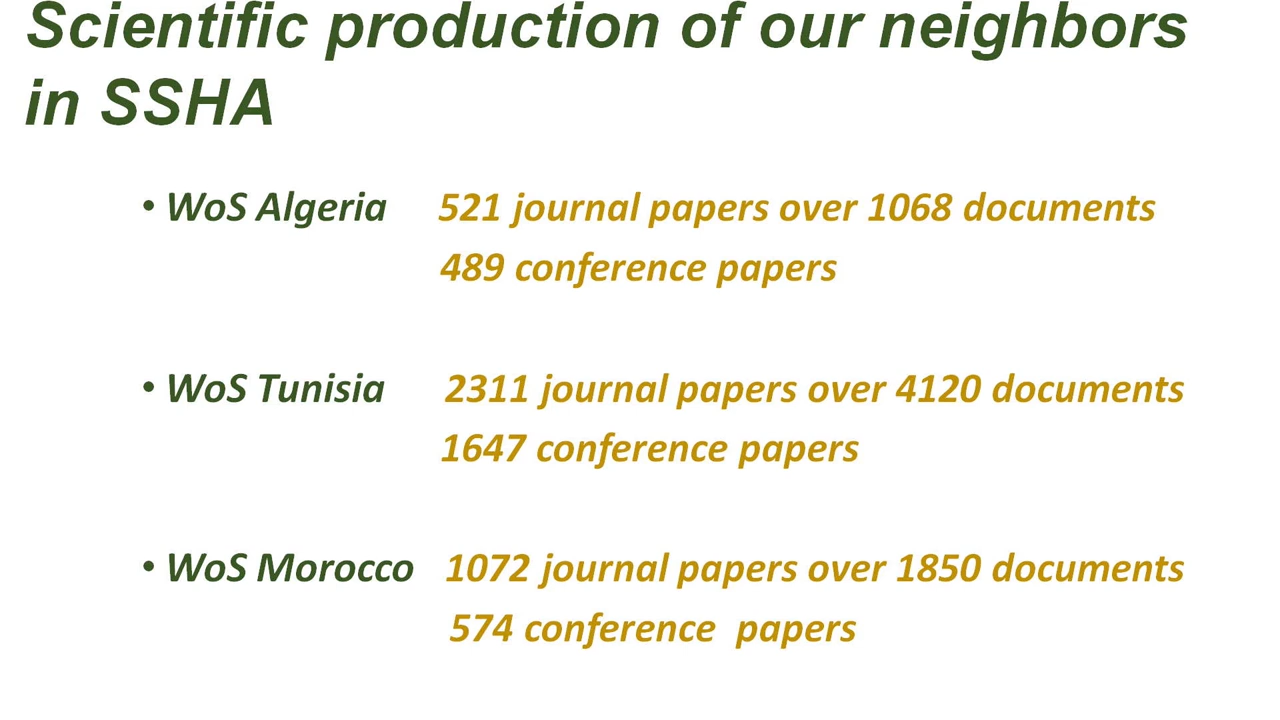 Scientific production of our neighbors
in SSHA
• WoS Algeria 521 journal papers over 1068 documents
489 conference papers
• WoS Tunisia 2311 journal papers over 4120 documents
1647 conference papers
• WoS Morocco 1072 journal papers over 1850 documents
574 conference papers